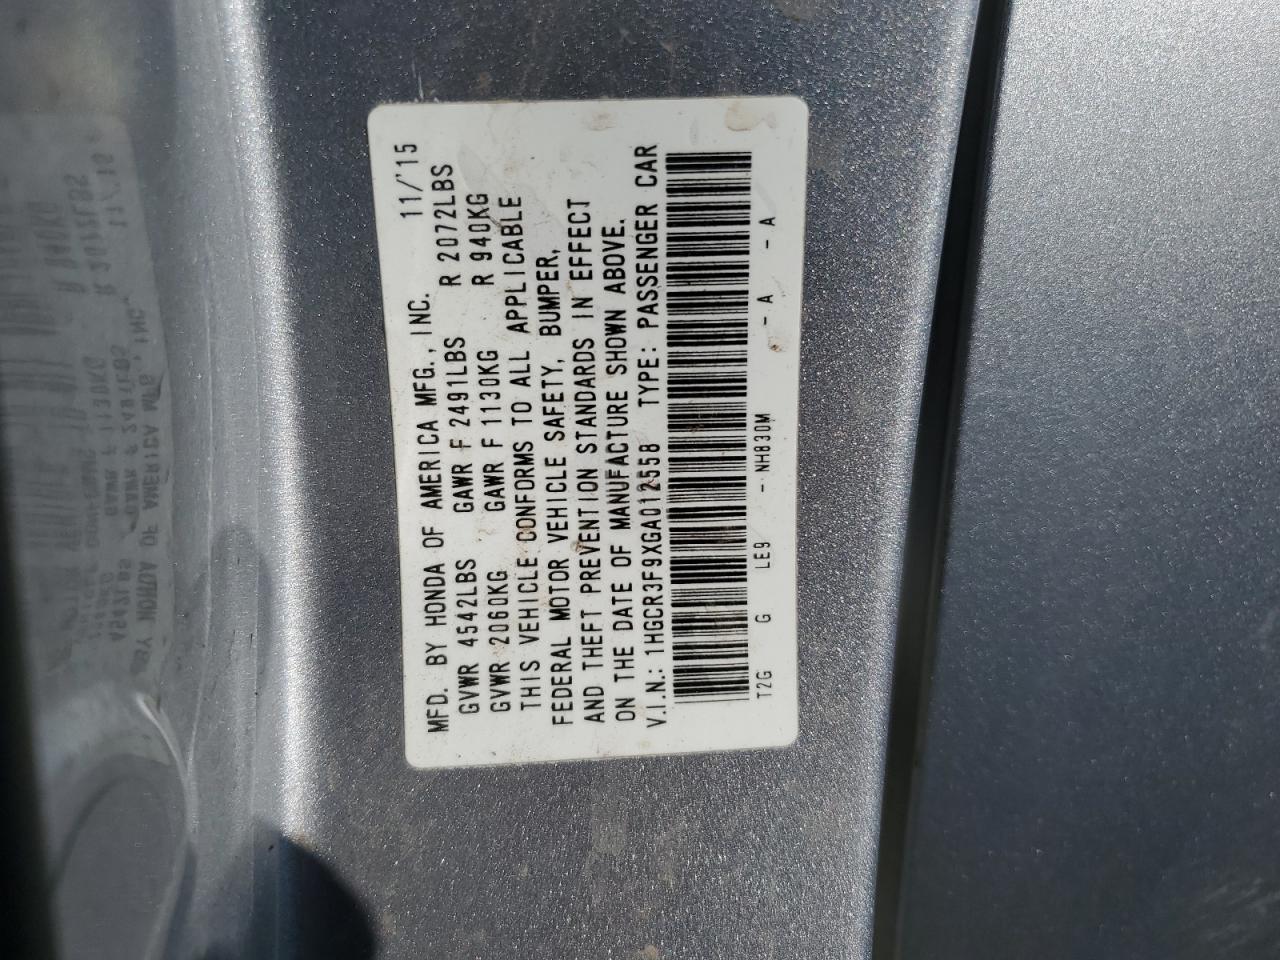 MFD. BY HONDA OF AMERICA MFG., INC. 11/'15
GVWR 4542LBS GAWR F 2491LBS R 2072LBS
GVWR 2060KG GAWR F 1130KG R 940KG
THIS VEHICLE CONFORMS TO ALL APPLICABLE
FEDERAL MOTOR VEHICLE SAFETY, BUMPER,
AND THEFT PREVENTION STANDARDS IN EFFECT
ON THE DATE OF MANUFACTURE SHOWN ABOVE.
V.I.N.: 1HGCR3F9XGA012558 TYPE: PASSENGER CAR
T2G G LE9 - NH830M - A - A